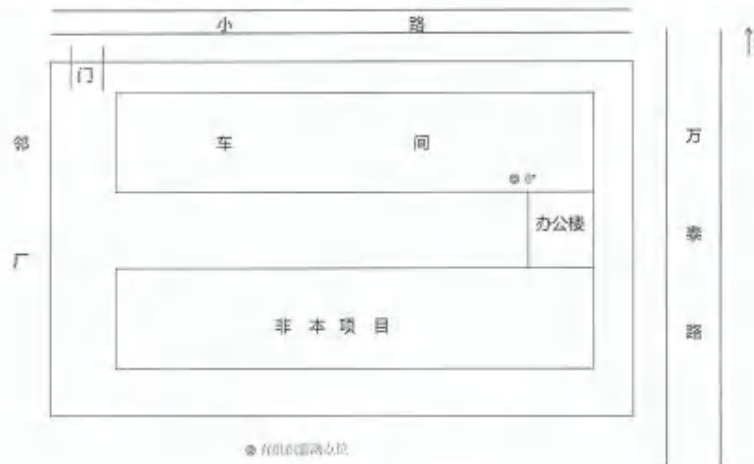 小 路
门
车 间
邻厂
万泰路
办公楼
非 本 项 目